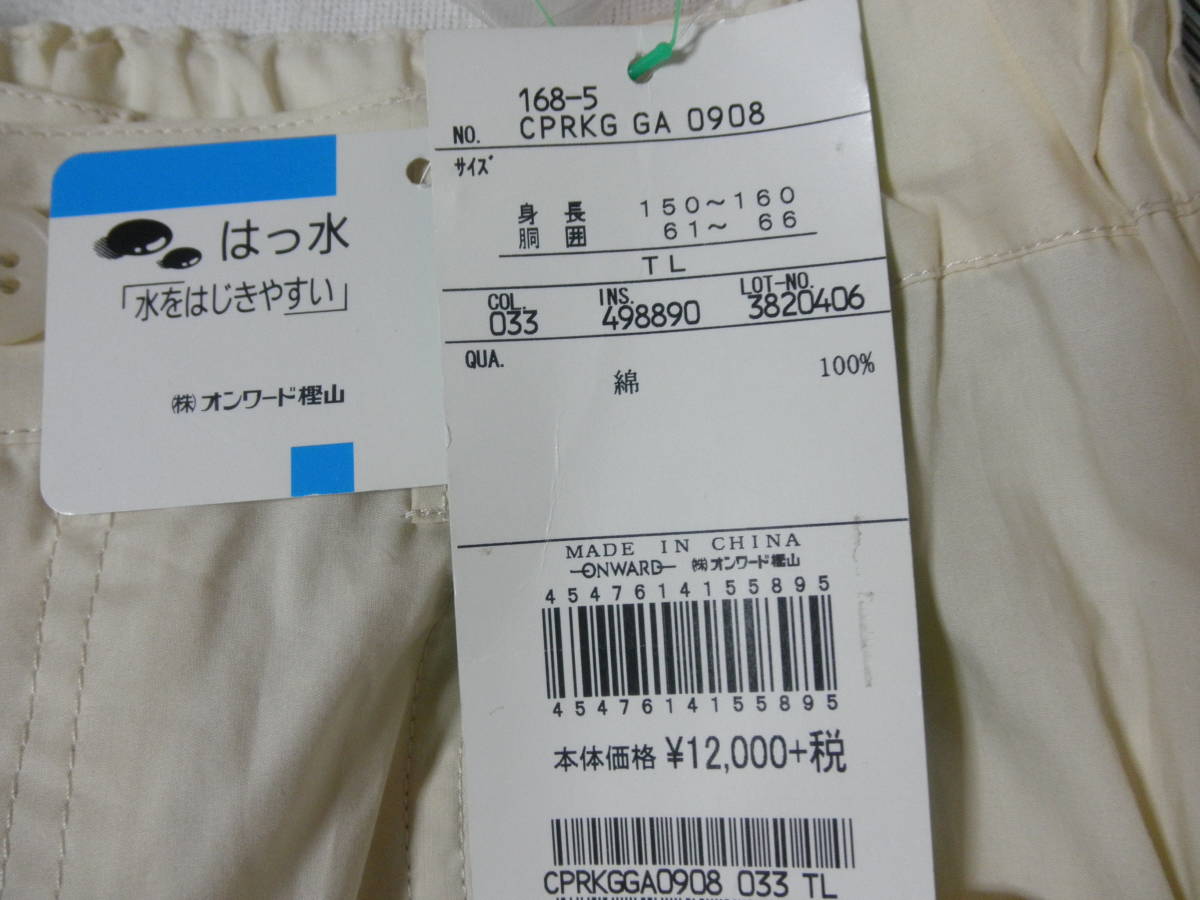 はっ水
「水をはじきやすい」
㈱オンワード樫山
168-5
NO. CPRKG GA 0908
サイズ
身長 150～160
胴囲 61～ 66
TL
COL. INS. LOT-NO.
033 498890 3820406
QUA.
綿 100%
MADE IN CHINA
ONWARD ㈱オンワード樫山
4547614155895
4547614155895
本体価格 ¥12,000+税
CPRKGGA0908 033 TL